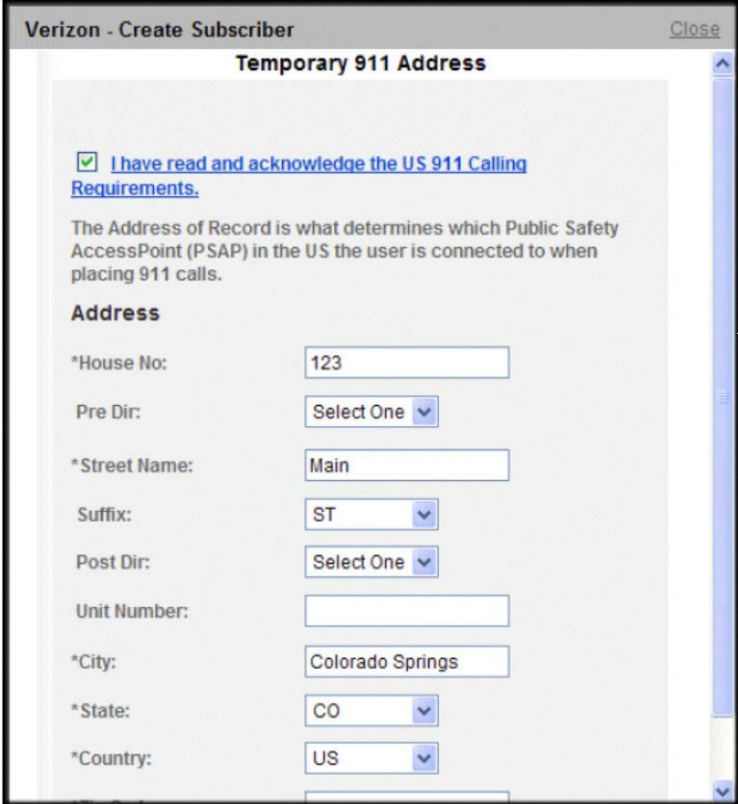 Verizon - Create Subscriber Close
Temporary 911 Address
I have read and acknowledge the US 911 Calling
Requirements.
The Address of Record is what determines which Public Safety
AccessPoint (PSAP) in the US the user is connected to when
placing 911 calls.
Address
*House No: 123
Pre Dir: Select One
*Street Name: Main
Suffix: ST
Post Dir: Select One
Unit Number:
*City: Colorado Springs
*State: CO
*Country: US